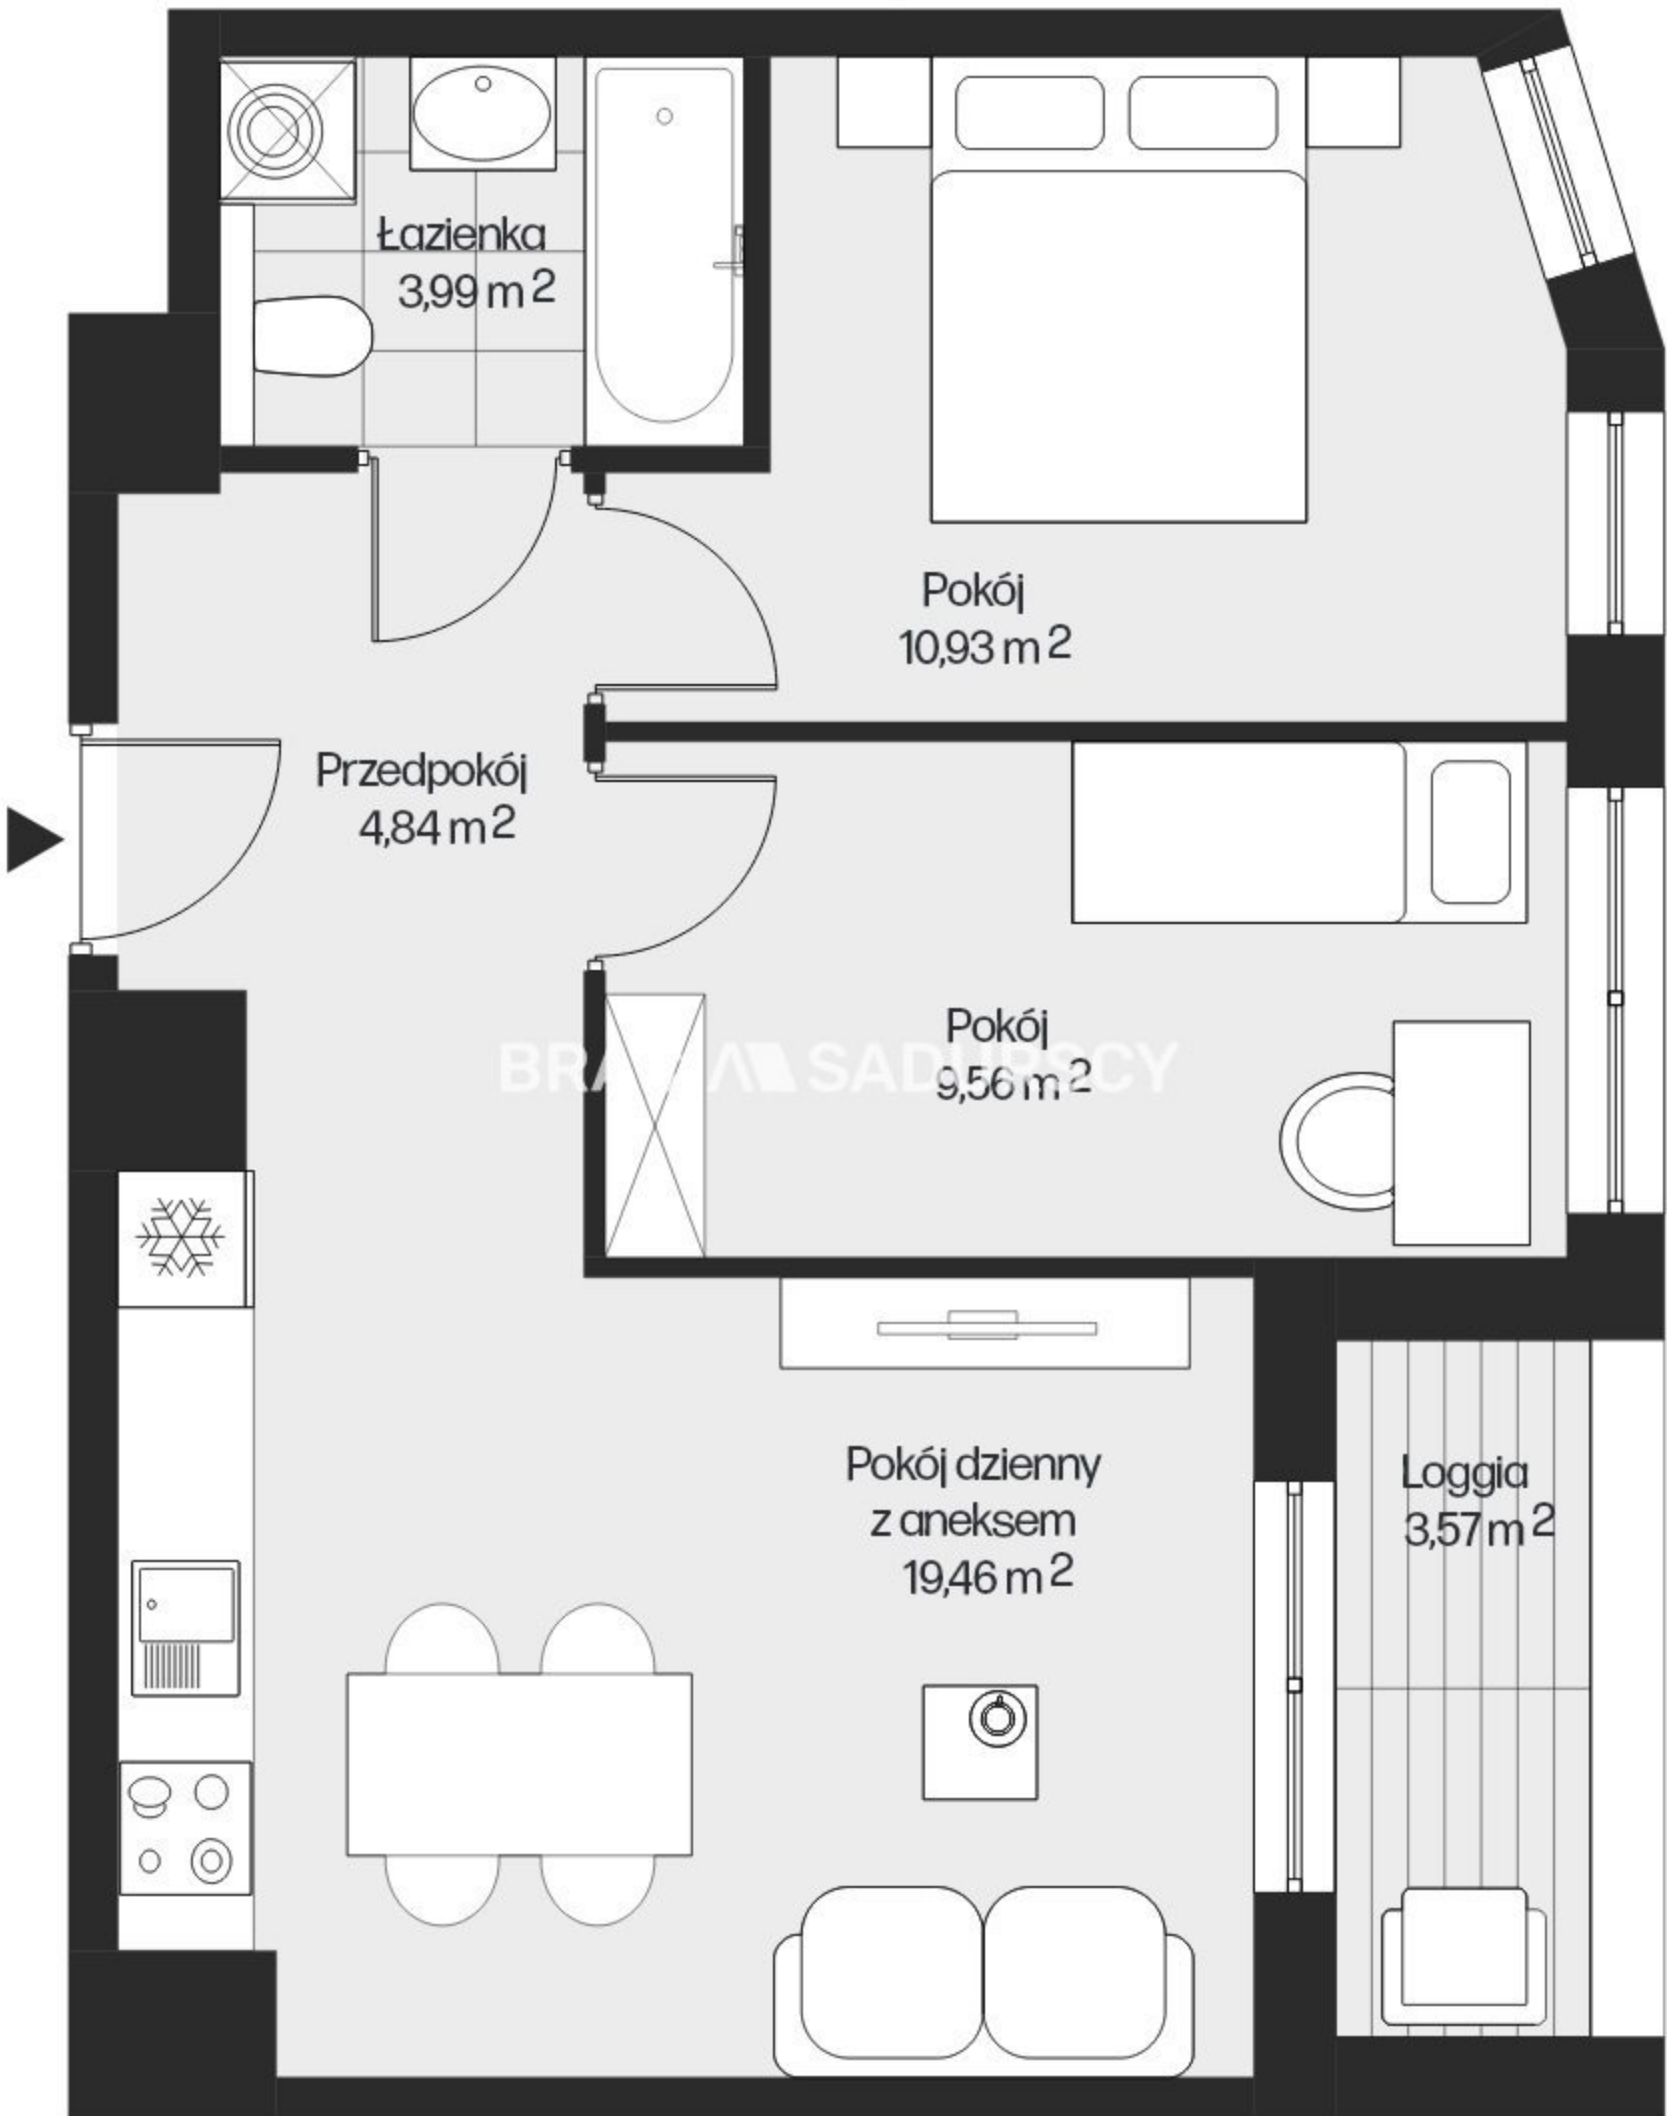 Łazienka
3,99 m 2
Pokój
10,93 m 2
Przedpokój
4,84 m 2
Pokój
9,56 m 2
SADURSCY
Pokój dzienny
z aneksem
19,46 m 2
Loggia
3,57 m 2